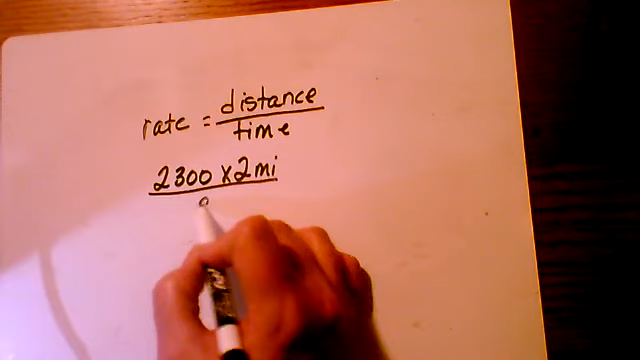 rate = distance
time
2300 x 2mi